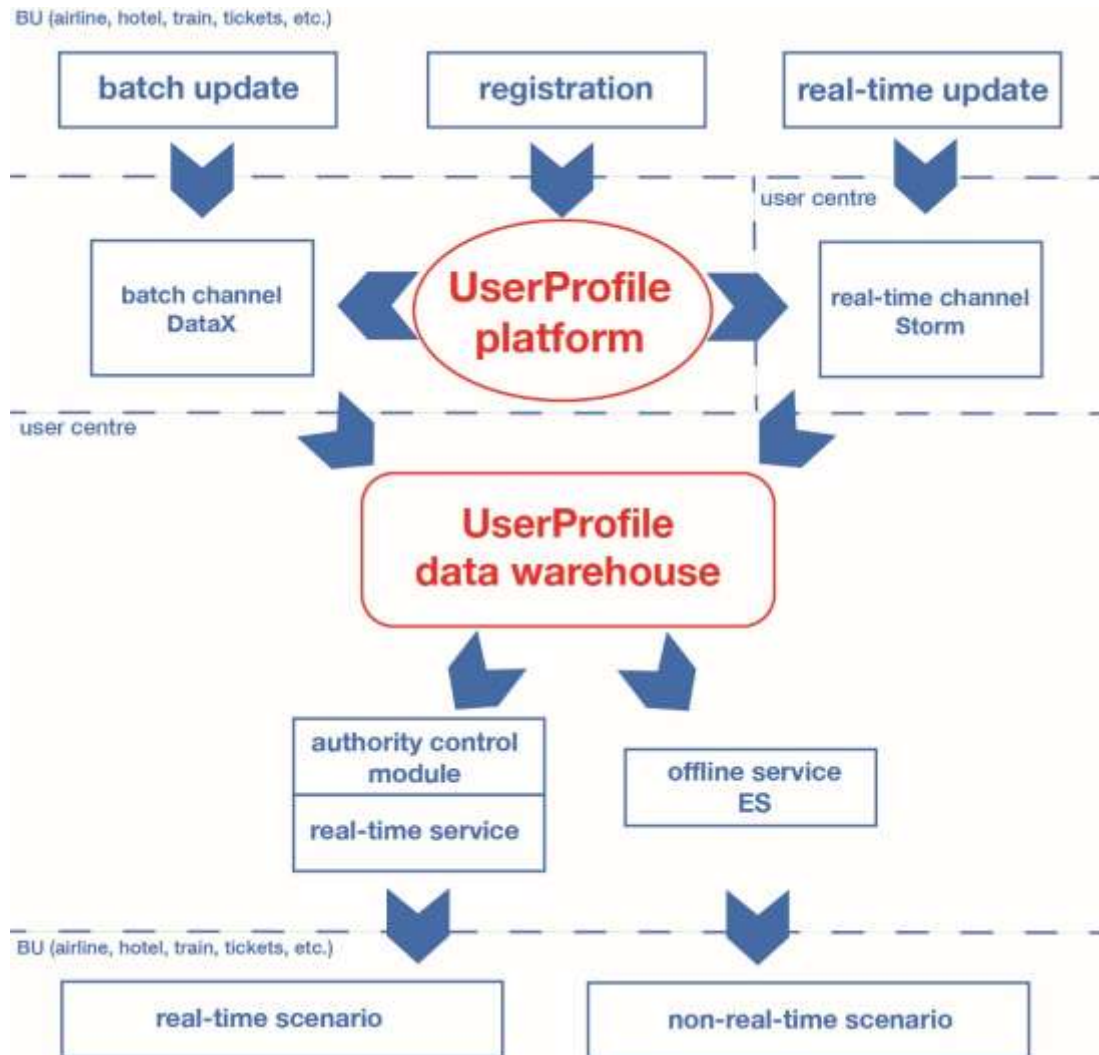 BU (airline, hotel, train, tickets, etc.)
batch update
registration
real-time update
user centre
batch channel
DataX
UserProfile
platform
real-time channel
Storm
user centre
UserProfile
data warehouse
authority control
module
real-time service
offline service
ES
BU (airline, hotel, train, tickets, etc.)
real-time scenario
non-real-time scenario